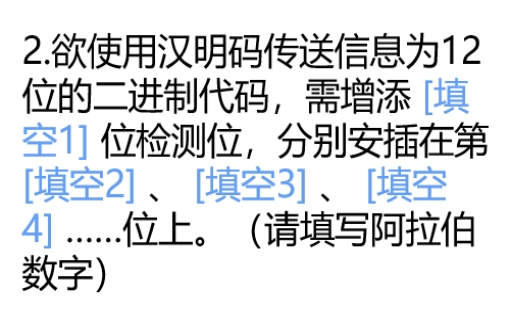 2.欲使用汉明码传送信息为12
位的二进制代码，需增添 [填
空1] 位检测位，分别安插在第
[填空2] 、 [填空3] 、 [填空
4] ......位上。（请填写阿拉伯
数字）